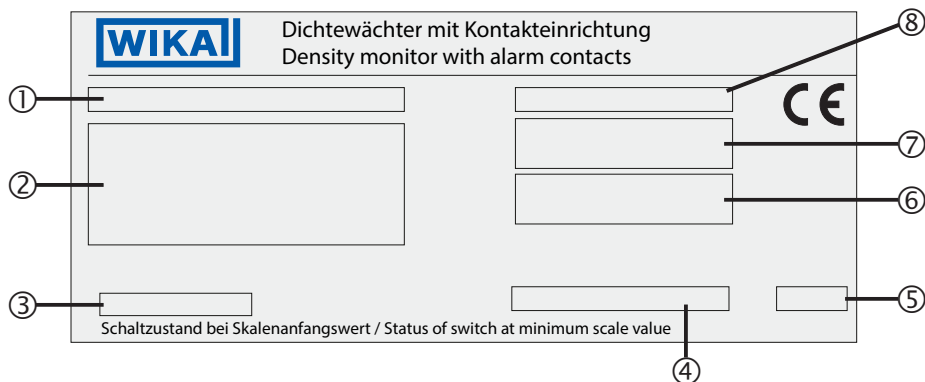 WIKA
Dichtewächter mit Kontakteinrichtung
Density monitor with alarm contacts
⑧
①
CE
⑦
②
⑥
③
⑤
Schaltzustand bei Skalenanfangswert / Status of switch at minimum scale value
④